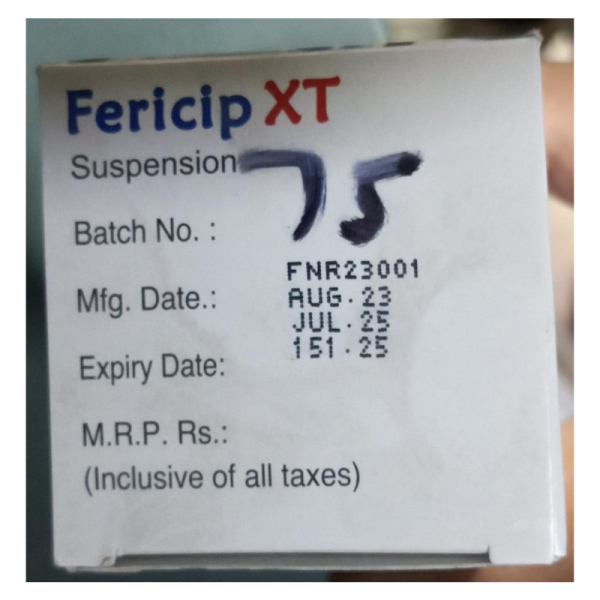 Fericip XT
Suspension 75
Batch No. :
FNR23001
Mfg. Date.: AUG.23
JUL.25
Expiry Date: 151.25
M.R.P. Rs.:
(Inclusive of all taxes)